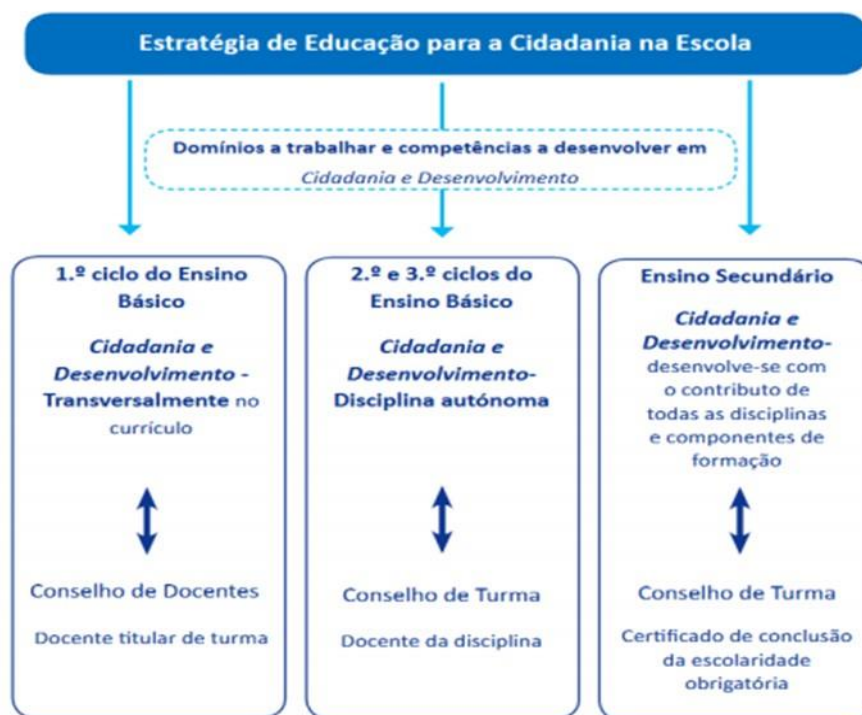 Estratégia de Educação para a Cidadania na Escola
Domínios a trabalhar e competências a desenvolver em
Cidadania e Desenvolvimento
1.º ciclo do Ensino
Básico
Cidadania e
Desenvolvimento -
Transversalmente no
currículo
Conselho de Docentes
Docente titular de turma
2.º e 3.º ciclos do
Ensino Básico
Cidadania e
Desenvolvimento-
Disciplina autónoma
Conselho de Turma
Docente da disciplina
Ensino Secundário
Cidadania e
Desenvolvimento-
desenvolve-se com
o contributo de
todas as disciplinas
e componentes de
formação
Conselho de Turma
Certificado de conclusão
da escolaridade
obrigatória